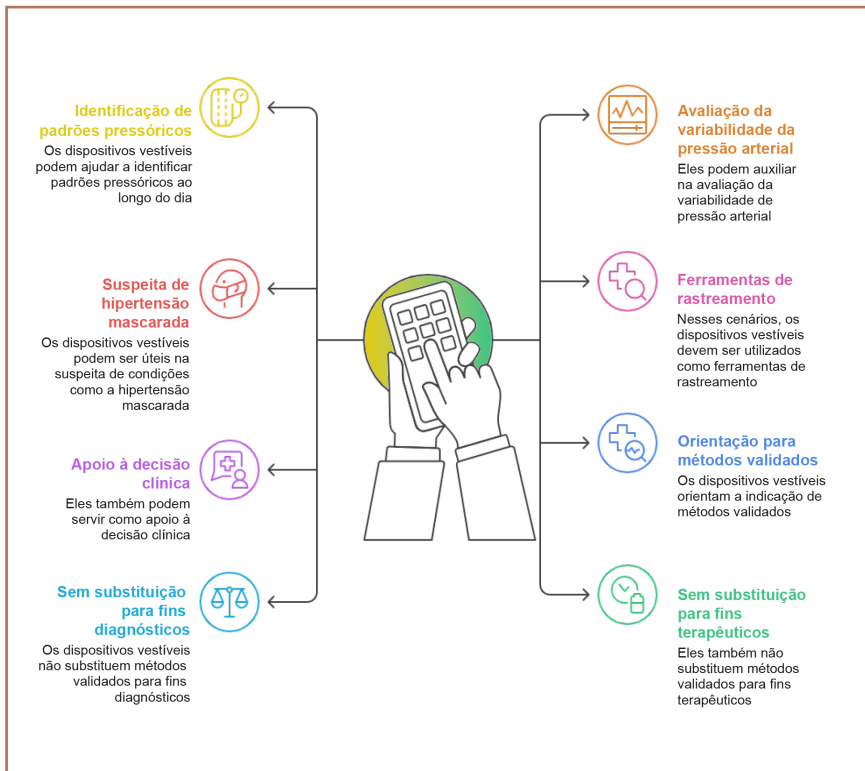 Identificação de
padrões pressóricos
Os dispositivos vestíveis
podem ajudar a identificar
padrões pressóricos ao
longo do dia
Suspeita de
hipertensão
mascarada
Os dispositivos vestíveis
podem ser úteis na
suspeita de condições
como a hipertensão
mascarada
Apoio à decisão
clínica
Eles também podem
servir como apoio à
decisão clínica
Sem substituição
para fins
diagnósticos
Os dispositivos vestíveis
não substituem métodos
validados para fins
diagnósticos
Avaliação da
variabilidade da
pressão arterial
Eles podem auxiliar
na avaliação da
variabilidade de
pressão arterial
Ferramentas de
rastreamento
Nesses cenários, os
dispositivos vestíveis
devem ser utilizados
como ferramentas de
rastreamento
Orientação para
métodos validados
Os dispositivos vestíveis
orientam a indicação de
métodos validados
Sem substituição
para fins
terapêuticos
Eles também não
substituem métodos
validados para fins
terapêuticos